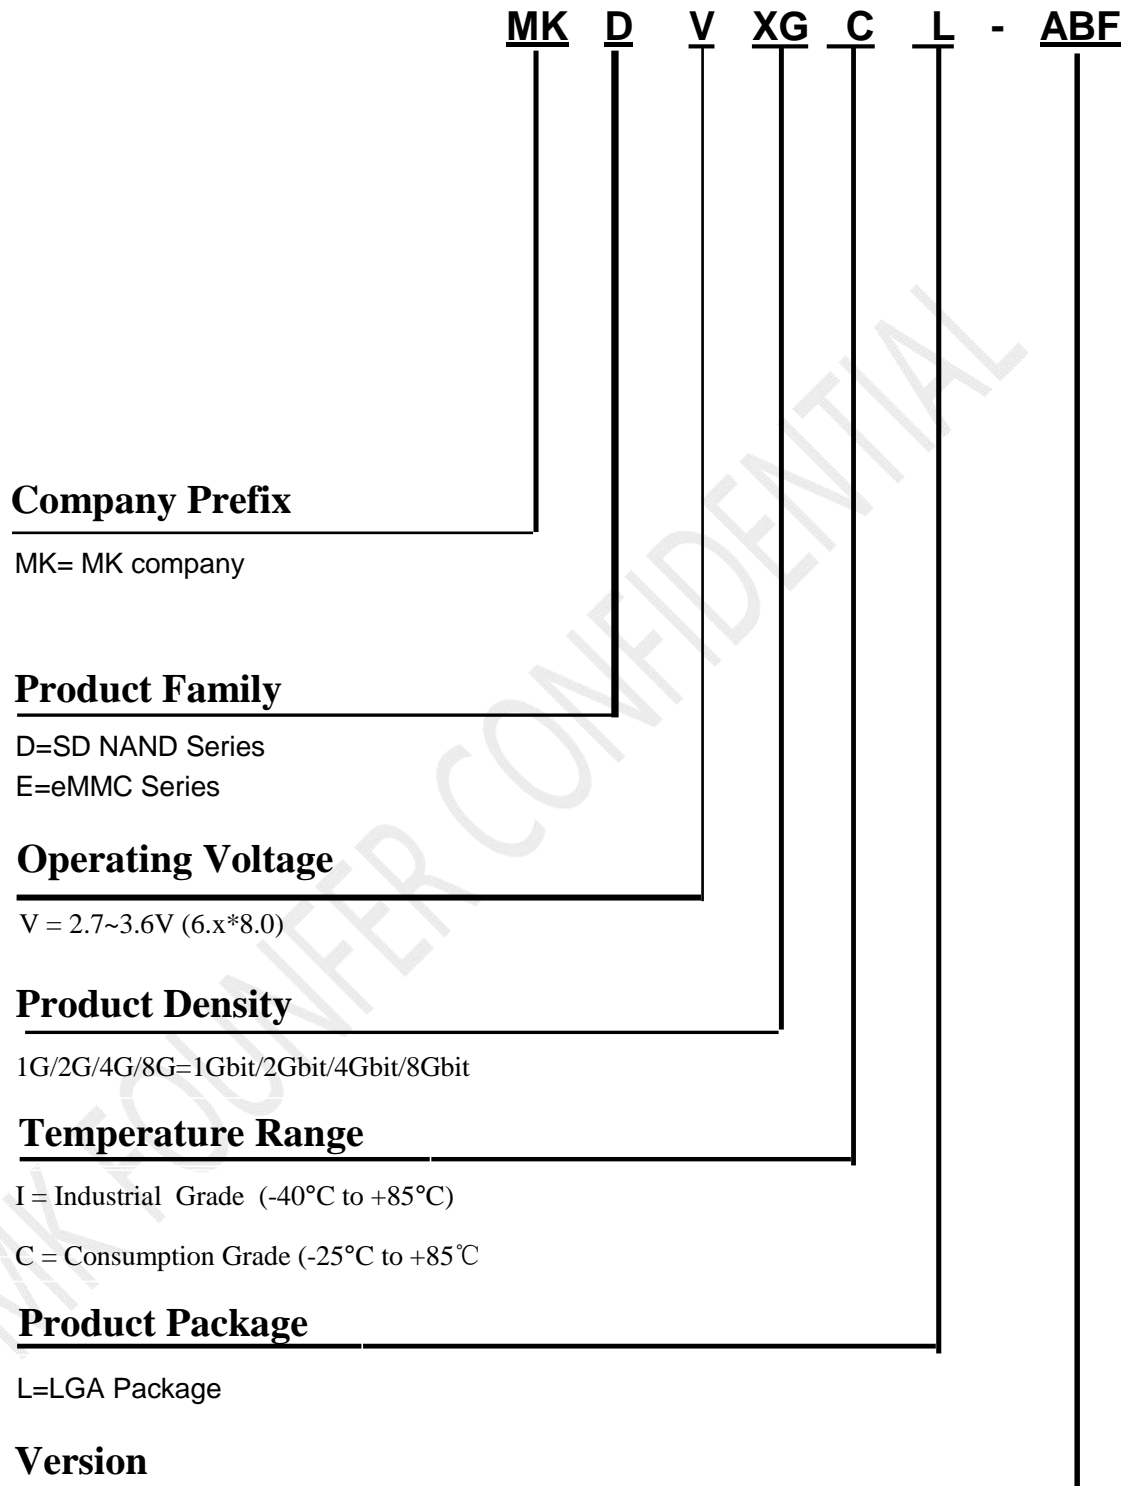 MK D V XG C L - ABF
Company Prefix
MK= MK company
Product Family
D=SD NAND Series
E=eMMC Series
Operating Voltage
V = 2.7~3.6V (6.x*8.0)
Product Density
1G/2G/4G/8G=1Gbit/2Gbit/4Gbit/8Gbit
Temperature Range
I = Industrial Grade (-40°C to +85°C)
C = Consumption Grade (-25°C to +85℃
Product Package
L=LGA Package
Version
MK FOUNFER CONFIDENTIAL